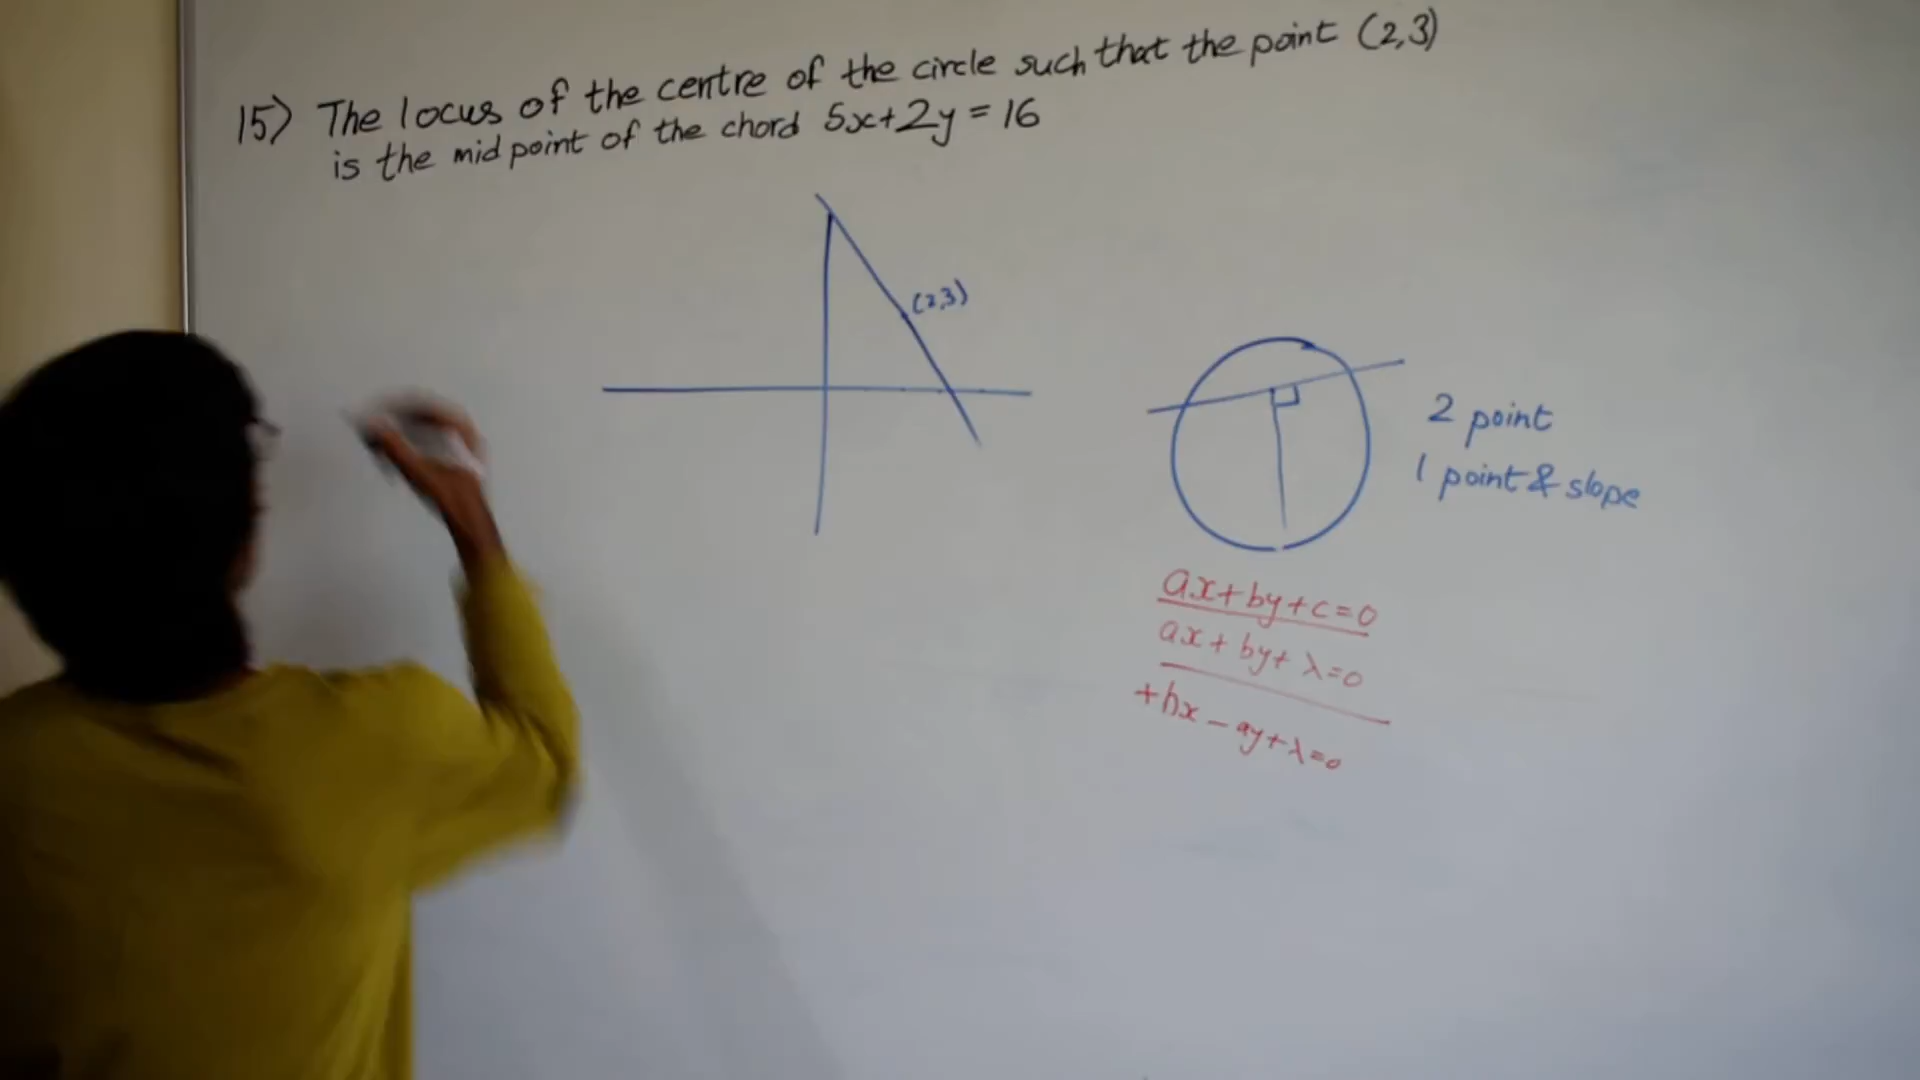 15) The locus of the centre of the circle such that the point (2,3)
is the mid point of the chord 5x+2y=16
(2,3)
2 point
1 point & slope
ax+by+c=0
ax+by+λ=0
+bx-ay+λ=0